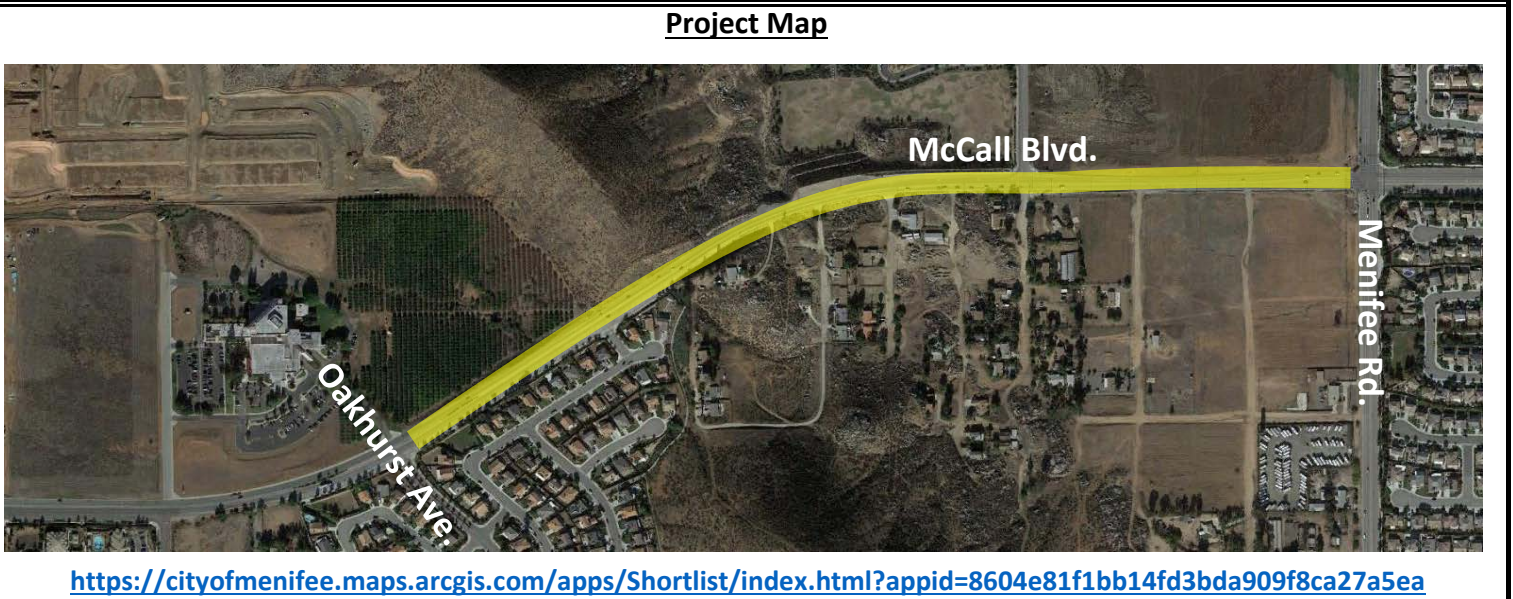 Project Map
McCall Blvd.
Menifee Rd.
Oakhurst Ave.
https://cityofmenifee.maps.arcgis.com/apps/Shortlist/index.html?appid=8604e81f1bb14fd3bda909f8ca27a5ea